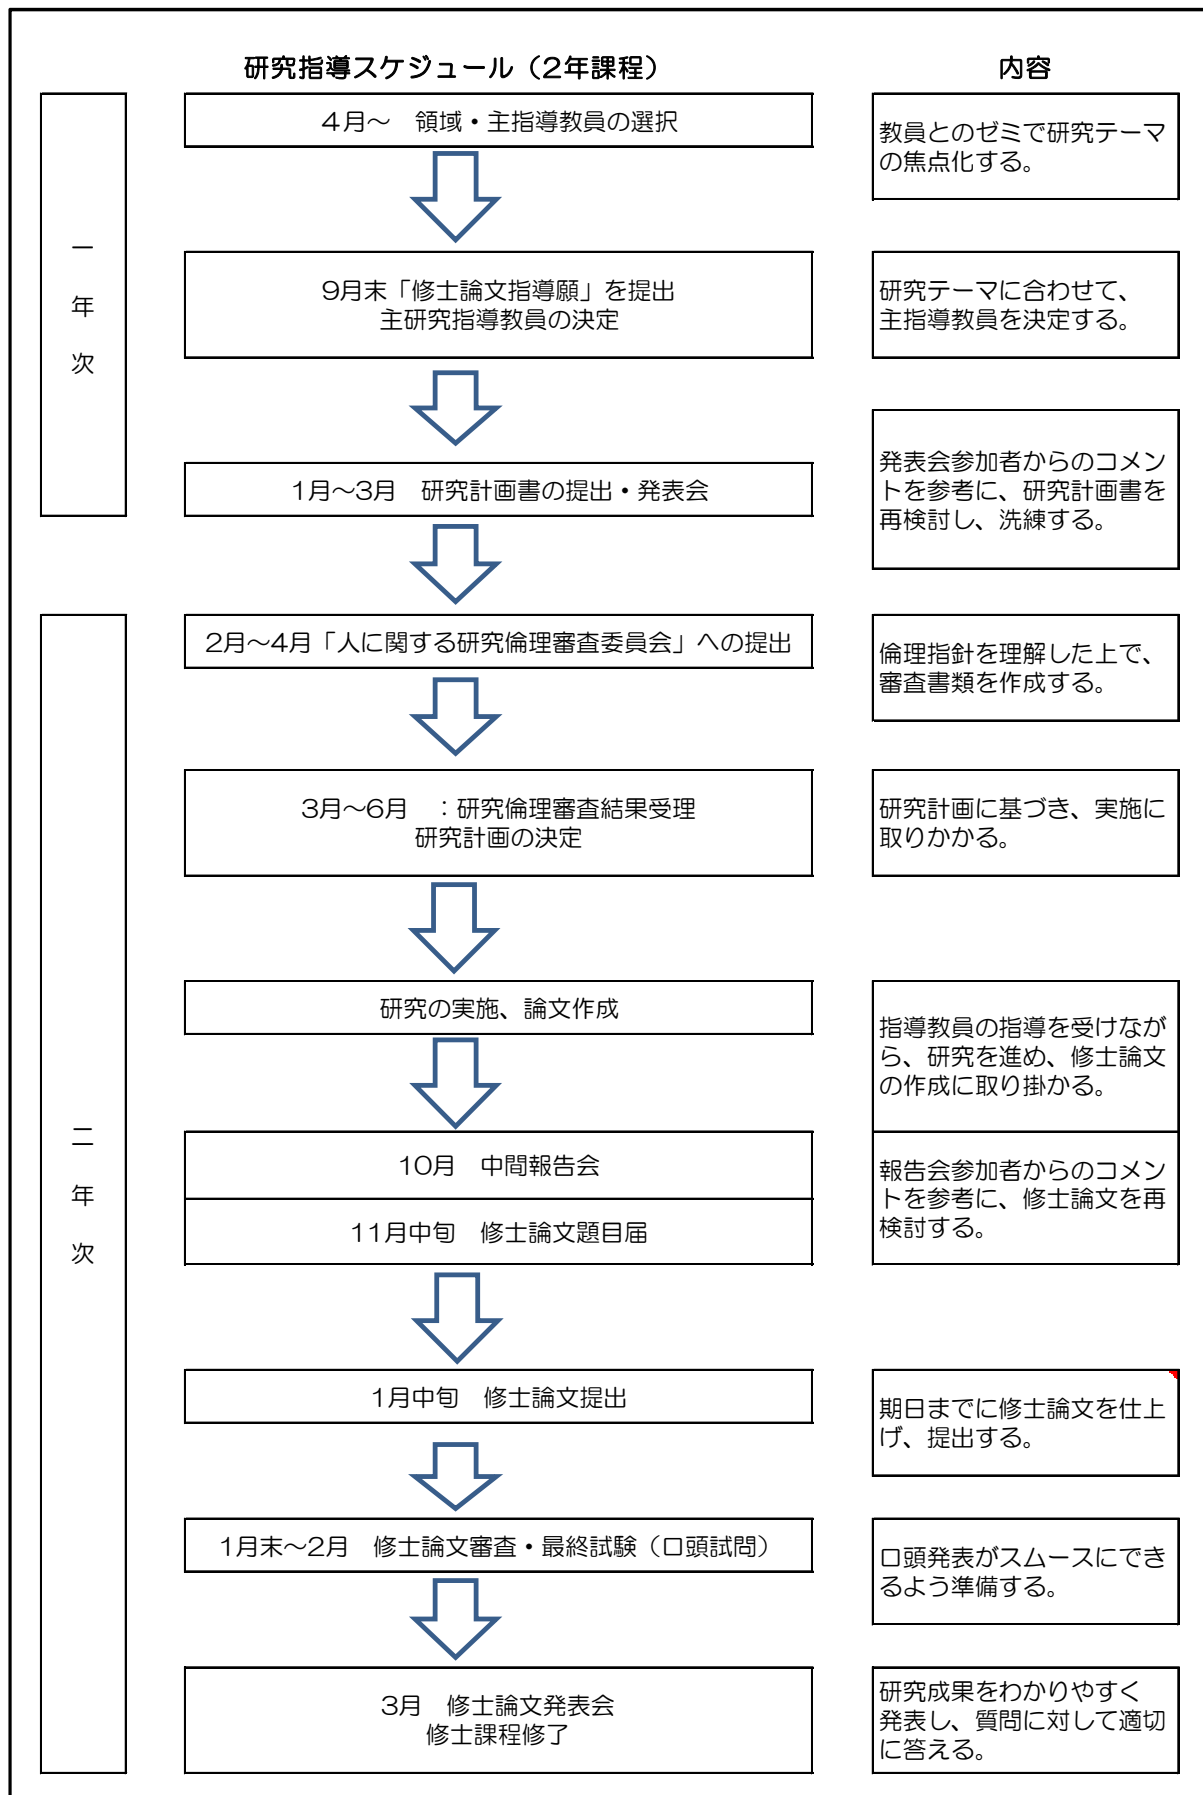 研究指導スケジュール（2年課程）
内容
一
年
次
4月～　領域・主指導教員の選択
教員とのゼミで研究テーマ
の焦点化する。
9月末「修士論文指導願」を提出
主研究指導教員の決定
研究テーマに合わせて、
主指導教員を決定する。
1月～3月　研究計画書の提出・発表会
発表会参加者からのコメン
トを参考に、研究計画書を
再検討し、洗練する。
二
年
次
2月～4月「人に関する研究倫理審査委員会」への提出
倫理指針を理解した上で、
審査書類を作成する。
3月～6月　：研究倫理審査結果受理
研究計画の決定
研究計画に基づき、実施に
取りかかる。
研究の実施、論文作成
指導教員の指導を受けなが
ら、研究を進め、修士論文
の作成に取り掛かる。
10月　中間報告会
11月中旬　修士論文題目届
報告会参加者からのコメン
トを参考に、修士論文を再
検討する。
1月中旬　修士論文提出
期日までに修士論文を仕上
げ、提出する。
1月末～2月　修士論文審査・最終試験（口頭試問）
口頭発表がスムースにでき
るよう準備する。
3月　修士論文発表会
修士課程修了
研究成果をわかりやすく
発表し、質問に対して適切
に答える。